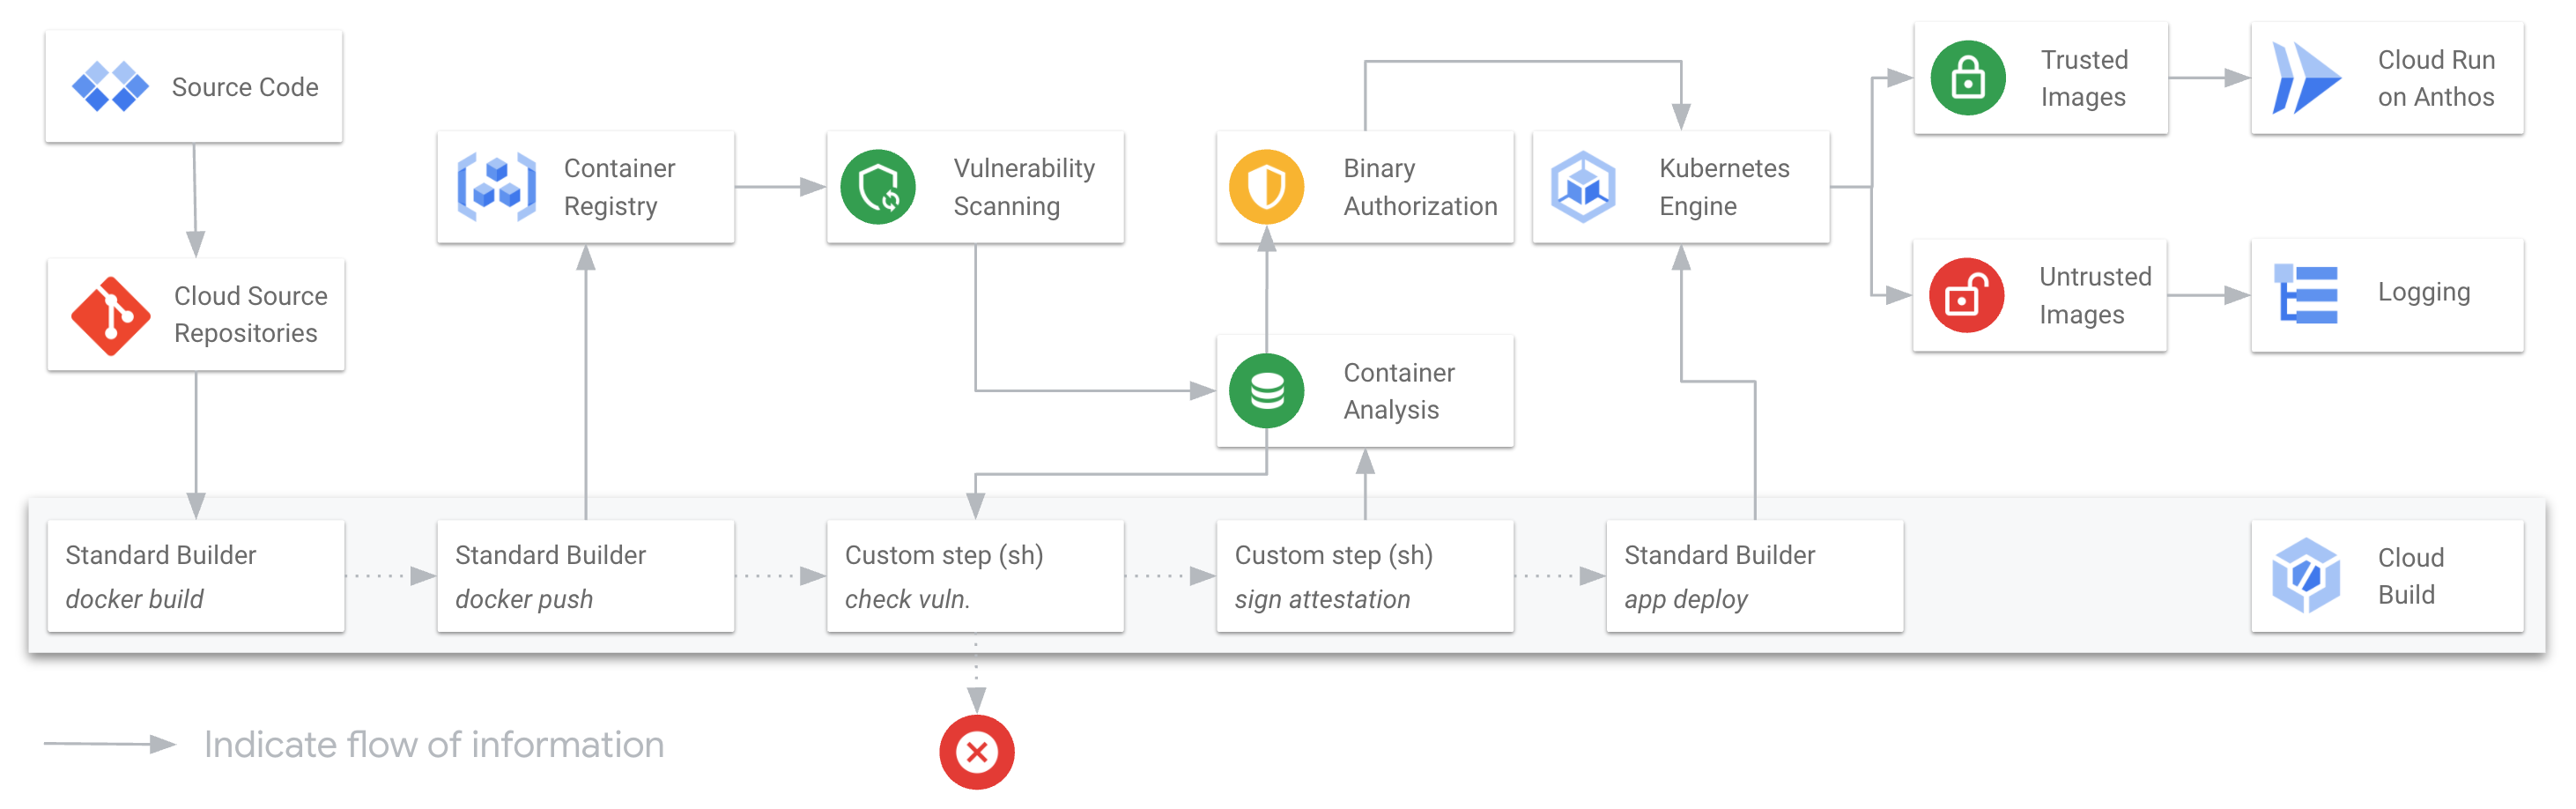 Source Code
Cloud Source
Repositories
Container
Registry
Vulnerability
Scanning
Binary
Authorization
Kubernetes
Engine
Trusted
Images
Cloud Run
on Anthos
Untrusted
Images
Logging
Container
Analysis
Standard Builder
docker build
Standard Builder
docker push
Custom step (sh)
check vuln.
Custom step (sh)
sign attestation
Standard Builder
app deploy
Cloud
Build
Indicate flow of information